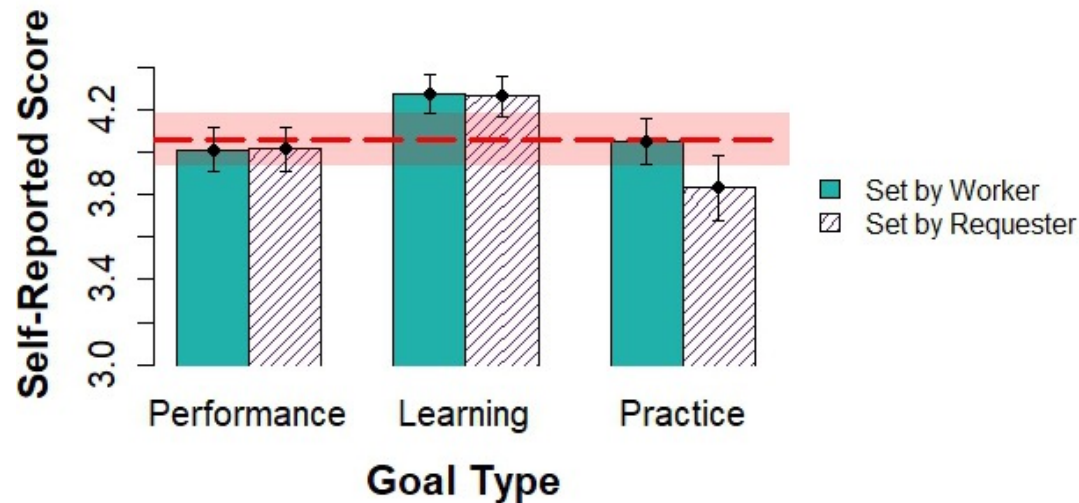 Self-Reported Score
4.2
3.8
3.4
3.0
Performance
Learning
Practice
Goal Type
Set by Worker
Set by Requester